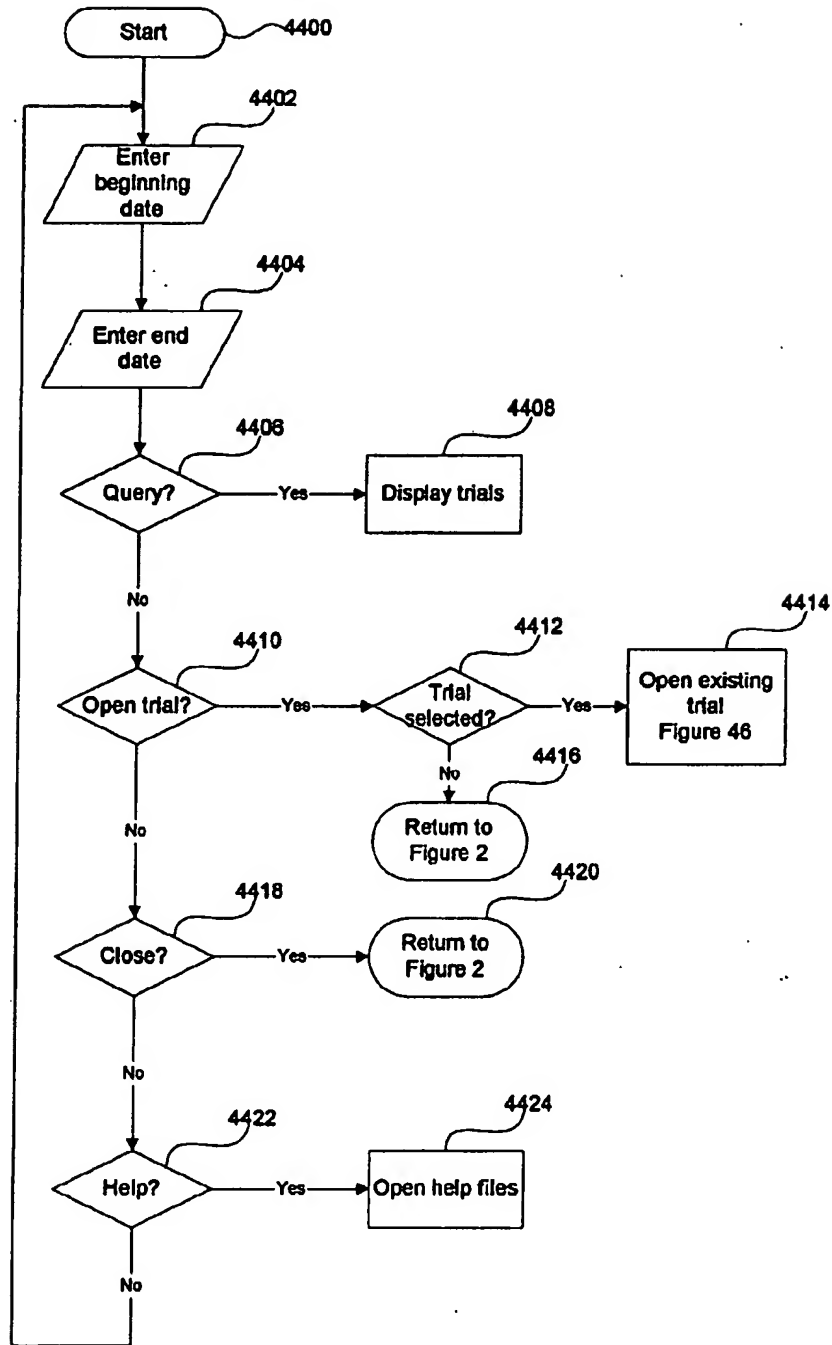 Start
4400
4402
Enter
beginning
date
4404
Enter end
date
4406
Query?
Yes
4408
Display trials
No
4410
Open trial?
Yes
4412
Trial
selected?
Yes
4414
Open existing
trial
Figure 46
No
4416
Return to
Figure 2
No
4418
Close?
Yes
4420
Return to
Figure 2
No
4422
Help?
Yes
4424
Open help files
No